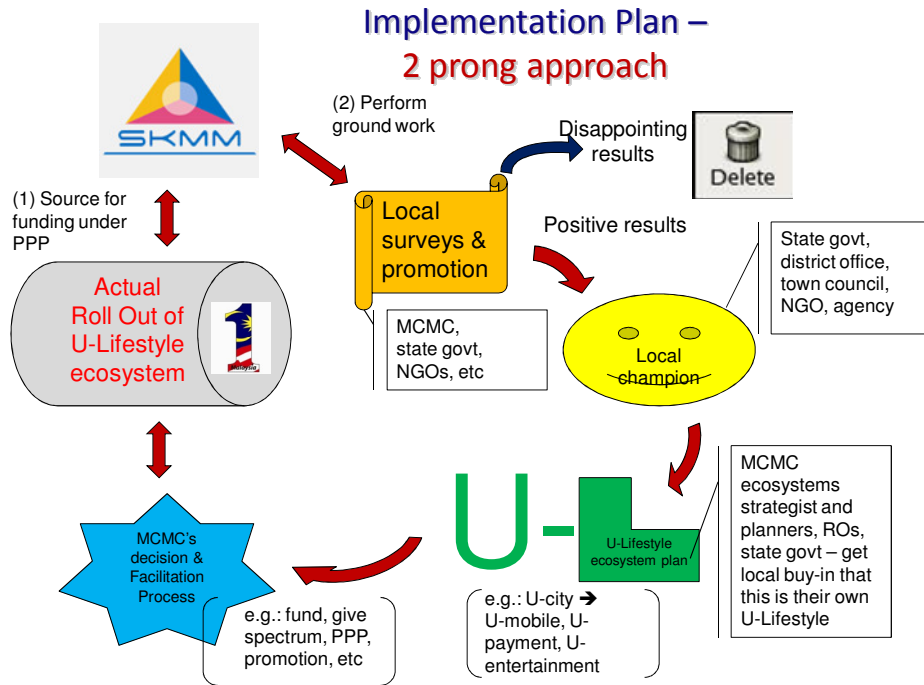 Implementation Plan –
2 prong approach
SKMM
(2) Perform
ground work
Disappointing
results
Delete
(1) Source for
funding under
PPP
Local
surveys &
promotion
Positive results
State govt,
district office,
town council,
NGO, agency
Actual
Roll Out of
U-Lifestyle
ecosystem
1
Malaysia
MCMC,
state govt,
NGOs, etc
Local
champion
MCMC
ecosystems
strategist and
planners, ROs,
state govt – get
local buy-in that
this is their own
U-Lifestyle
U-L
U-Lifestyle
ecosystem plan
MCMC's
decision &
Facilitation
Process
e.g.: fund, give
spectrum, PPP,
promotion, etc
e.g.: U-city ➔
U-mobile, U-
payment, U-
entertainment